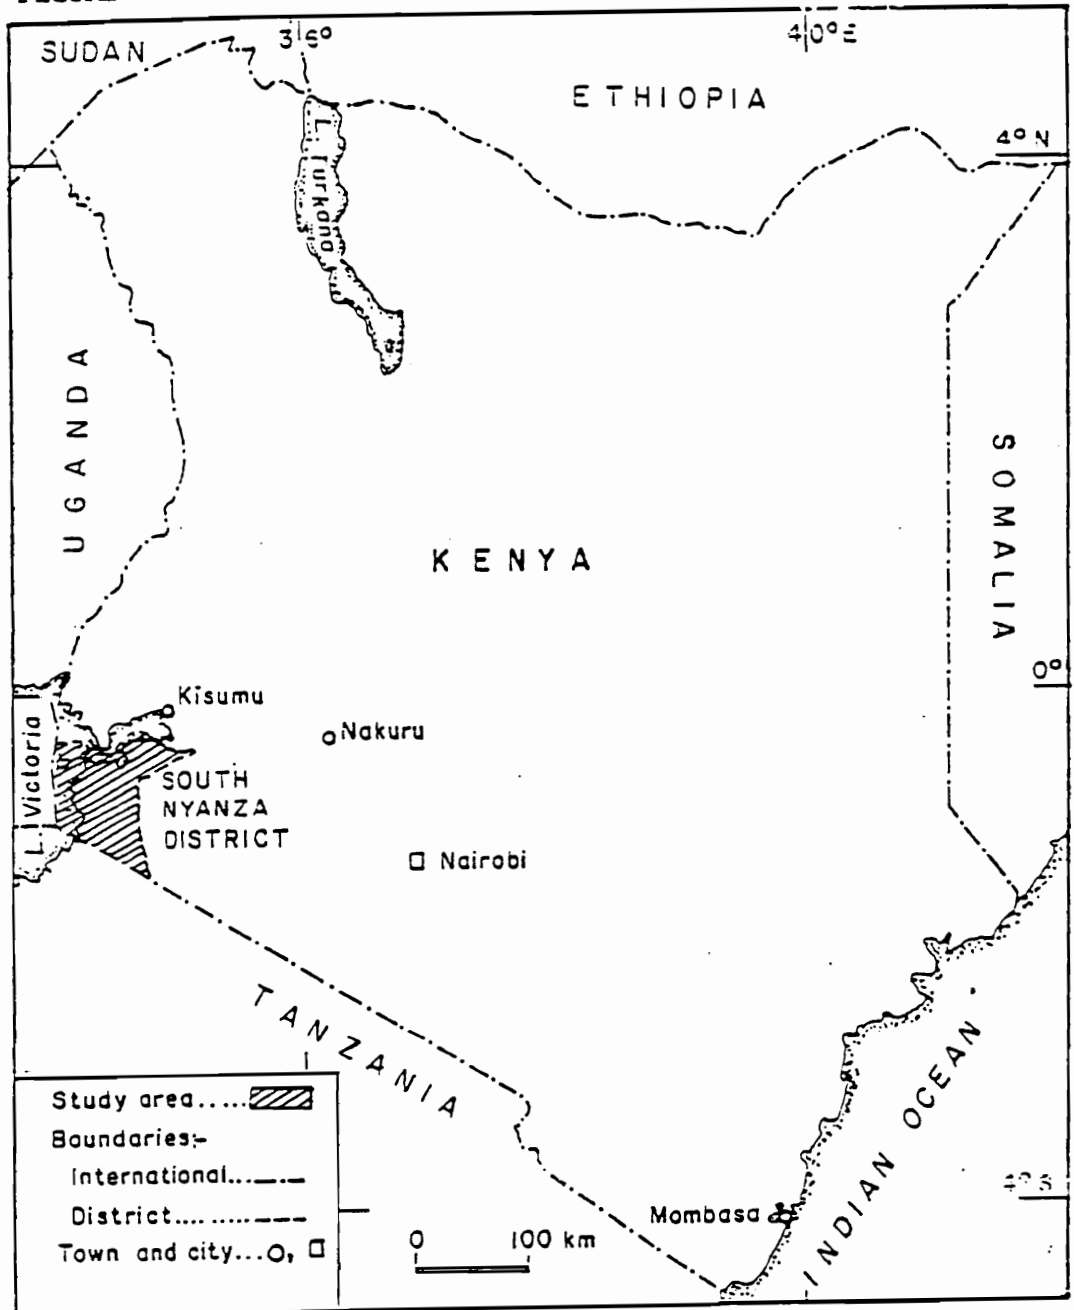 SUDAN
36°
40°E
ETHIOPIA
4°N
L. Turkana
UGANDA
SOMALIA
KENYA
0°
Kisumu
Nakuru
L. Victoria
SOUTH
NYANZA
DISTRICT
Nairobi
TANZANIA
INDIAN OCEAN
Study area.....
Boundaries:-
International...
District........
Town and city...O, □
0 100 km
Mombasa
4°S